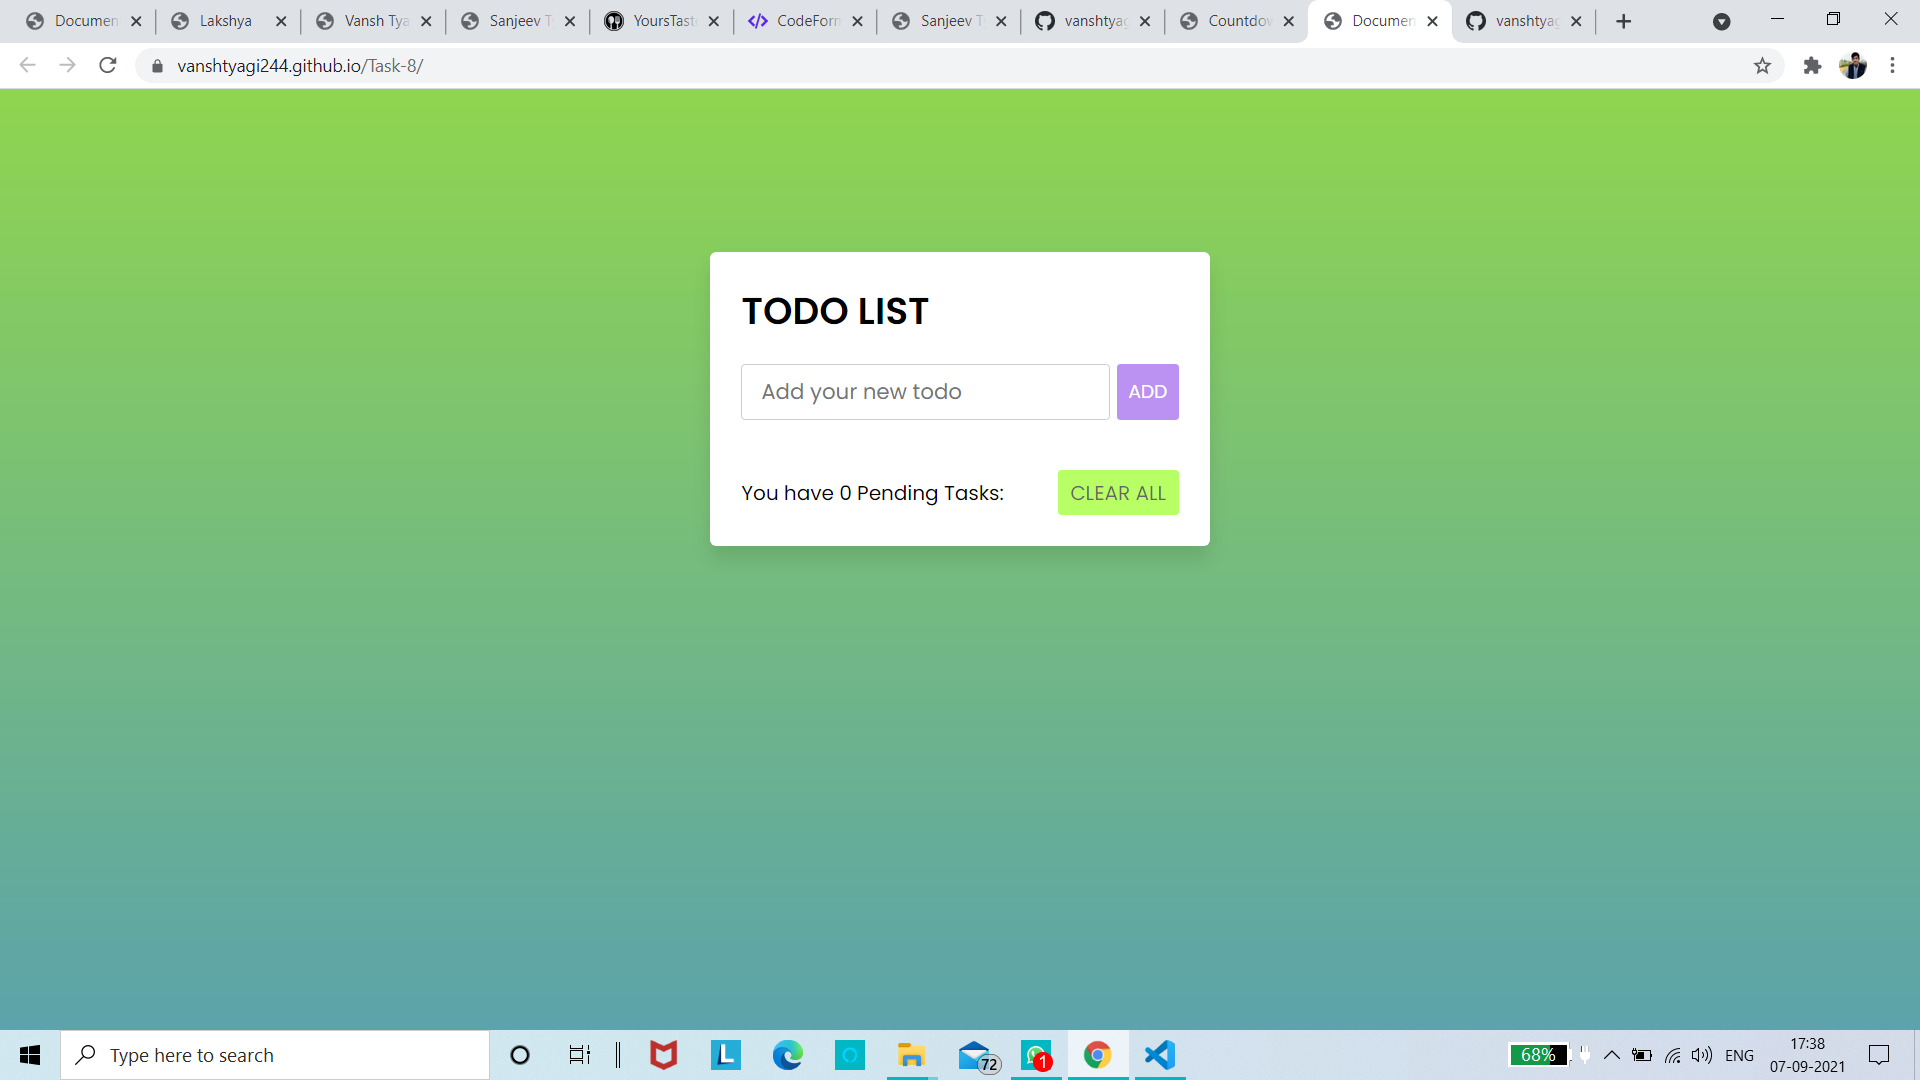 Documen Lakshya Vansh Tya Sanjeev T YoursTast CodeForm Sanjeev T vanshtyag Countdow Documen vanshtyag
vanshtyagi244.github.io/Task-8/
TODO LIST
Add your new todo ADD
You have 0 Pending Tasks: CLEAR ALL
Type here to search L 72 1 68% ENG 17:38
07-09-2021